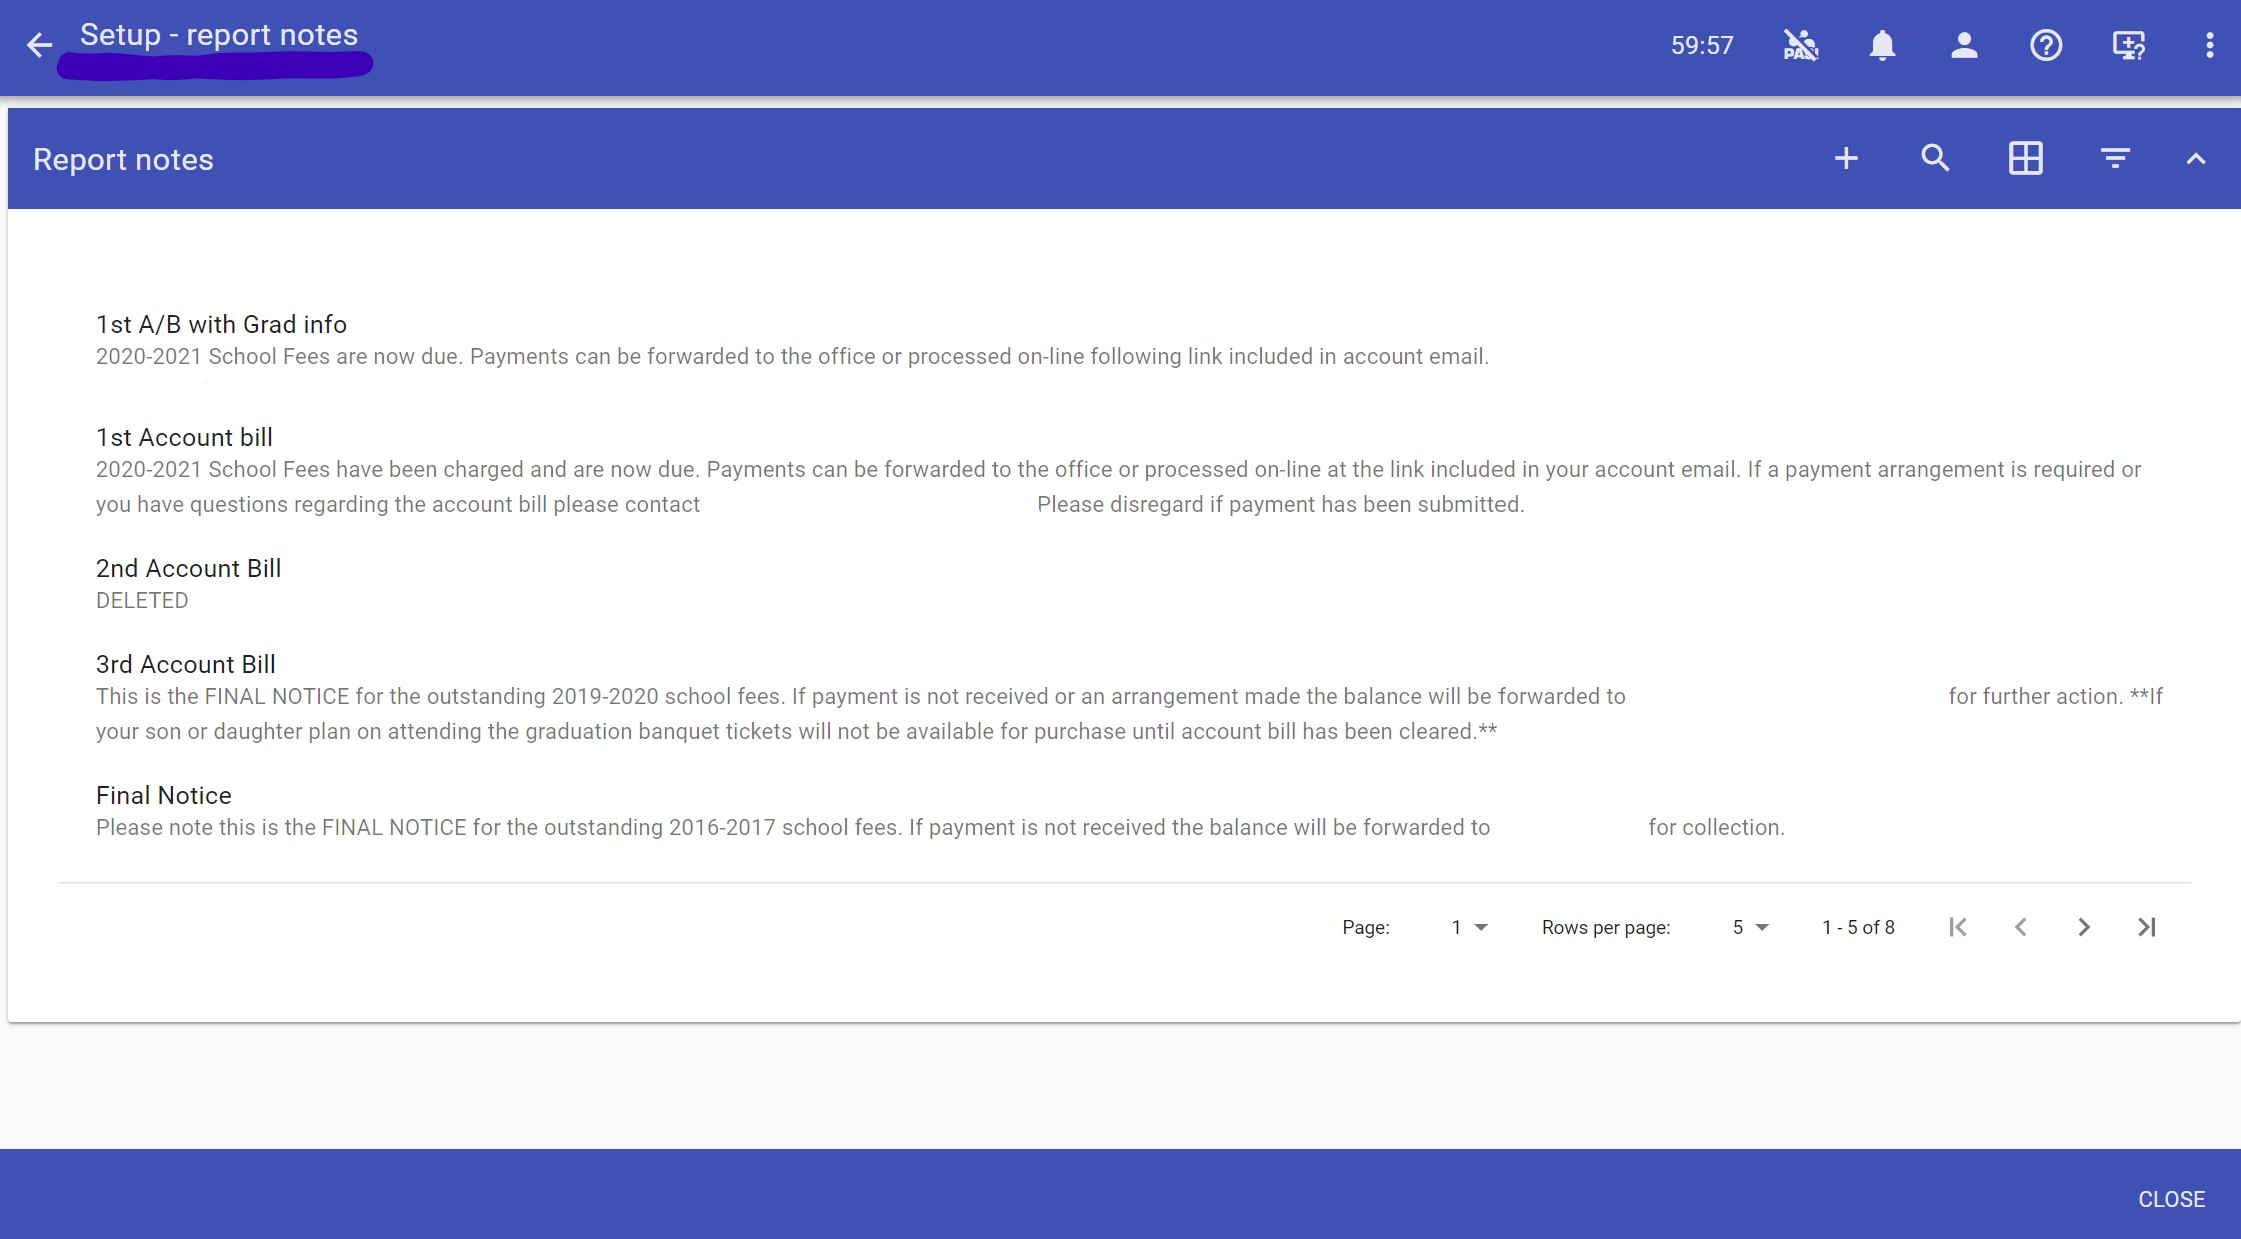 Setup - report notes
59:57
Report notes
1st A/B with Grad info
2020-2021 School Fees are now due. Payments can be forwarded to the office or processed on-line following link included in account email.
1st Account bill
2020-2021 School Fees have been charged and are now due. Payments can be forwarded to the office or processed on-line at the link included in your account email. If a payment arrangement is required or
you have questions regarding the account bill please contact Please disregard if payment has been submitted.
2nd Account Bill
DELETED
3rd Account Bill
This is the FINAL NOTICE for the outstanding 2019-2020 school fees. If payment is not received or an arrangement made the balance will be forwarded to for further action. **If
your son or daughter plan on attending the graduation banquet tickets will not be available for purchase until account bill has been cleared.**
Final Notice
Please note this is the FINAL NOTICE for the outstanding 2016-2017 school fees. If payment is not received the balance will be forwarded to for collection.
Page: 1 Rows per page: 5 1 - 5 of 8
CLOSE